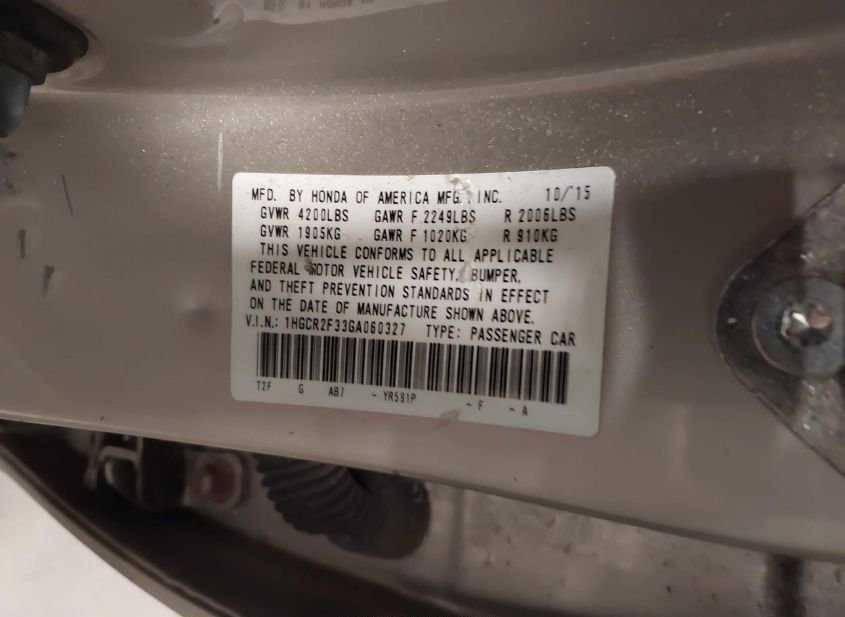 MFD. BY HONDA OF AMERICA MFG., INC. 10/'15
GVWR 4200LBS GAWR F 2249LBS R 2006LBS
GVWR 1905KG GAWR F 1020KG R 910KG
THIS VEHICLE CONFORMS TO ALL APPLICABLE
FEDERAL MOTOR VEHICLE SAFETY, BUMPER,
AND THEFT PREVENTION STANDARDS IN EFFECT
ON THE DATE OF MANUFACTURE SHOWN ABOVE.
V.I.N.: 1HGCR2F33GA060327 TYPE: PASSENGER CAR
T2F G AB7 - YR591P - F - A